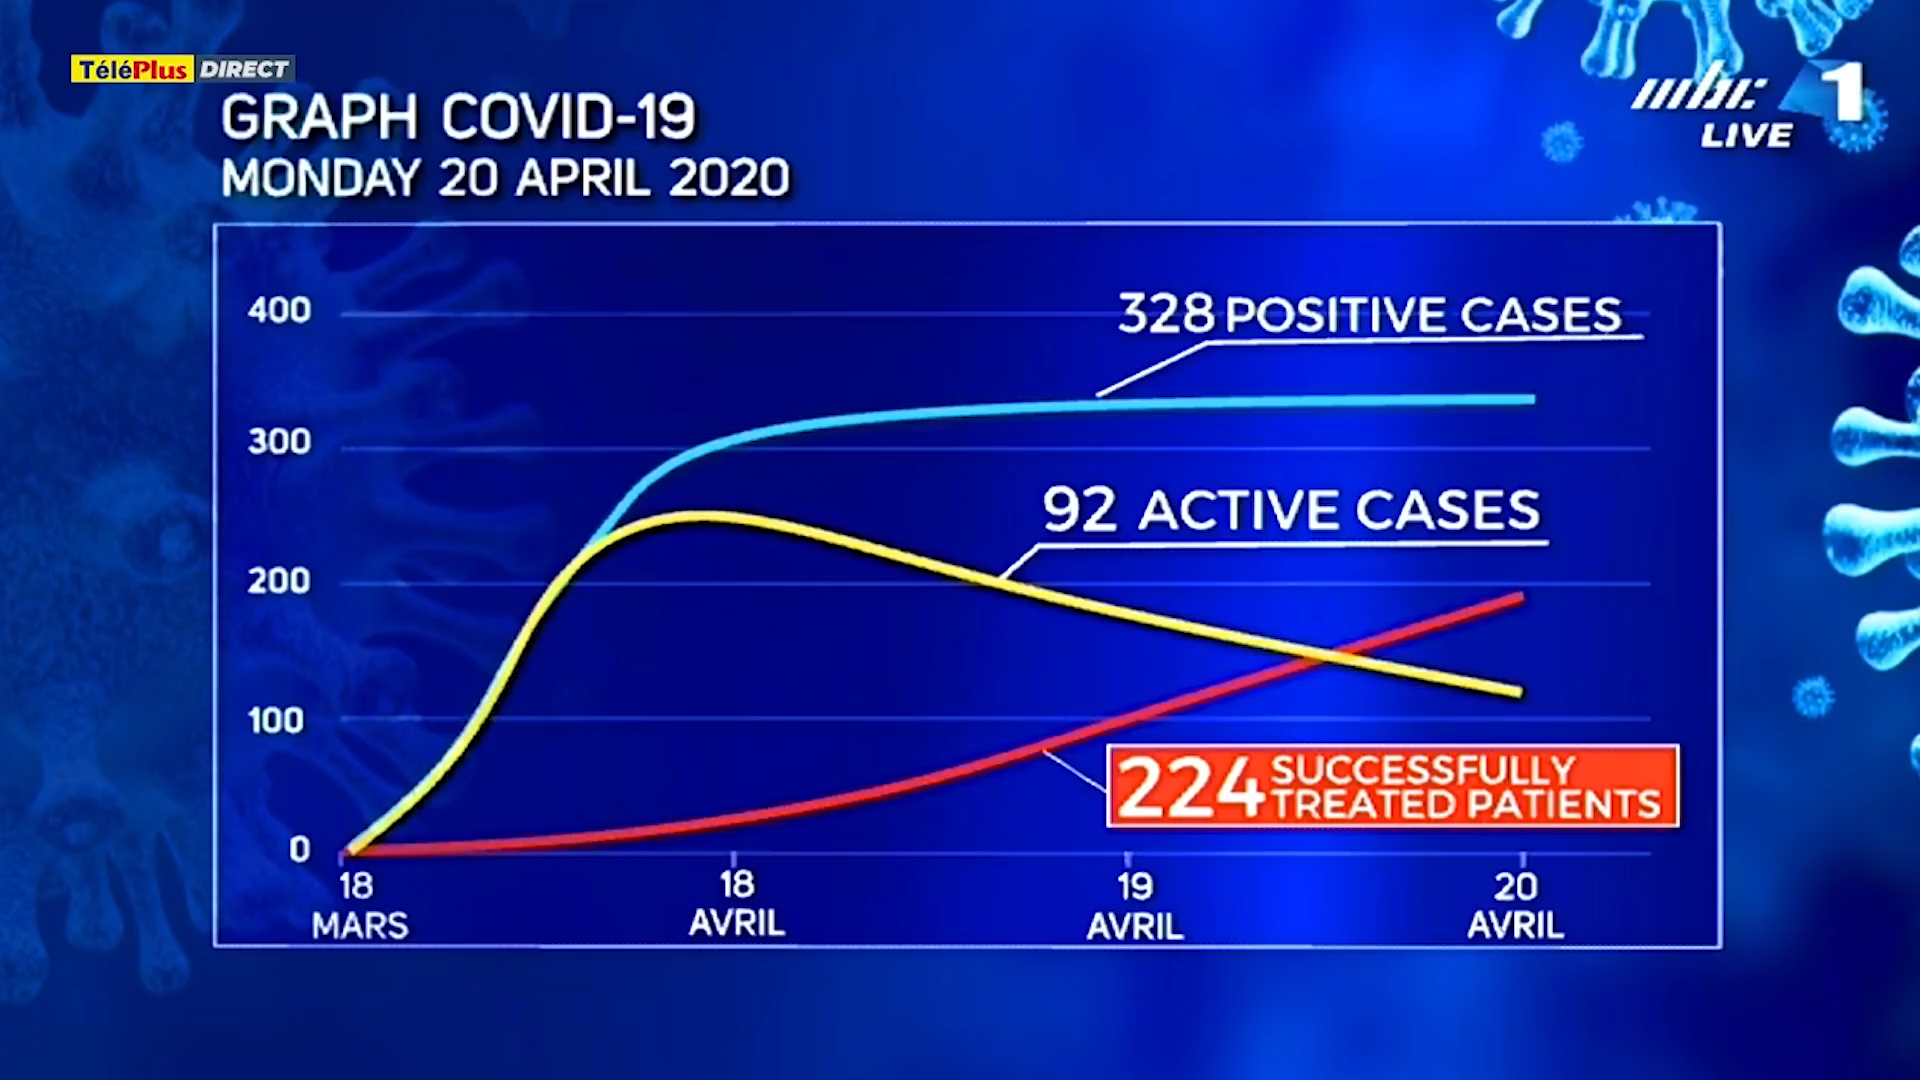 TéléPlus DIRECT
GRAPH COVID-19
MONDAY 20 APRIL 2020
mbc 1
LIVE
400
328 POSITIVE CASES
300
92 ACTIVE CASES
200
100
224 SUCCESSFULLY
TREATED PATIENTS
0
18
MARS
18
AVRIL
19
AVRIL
20
AVRIL